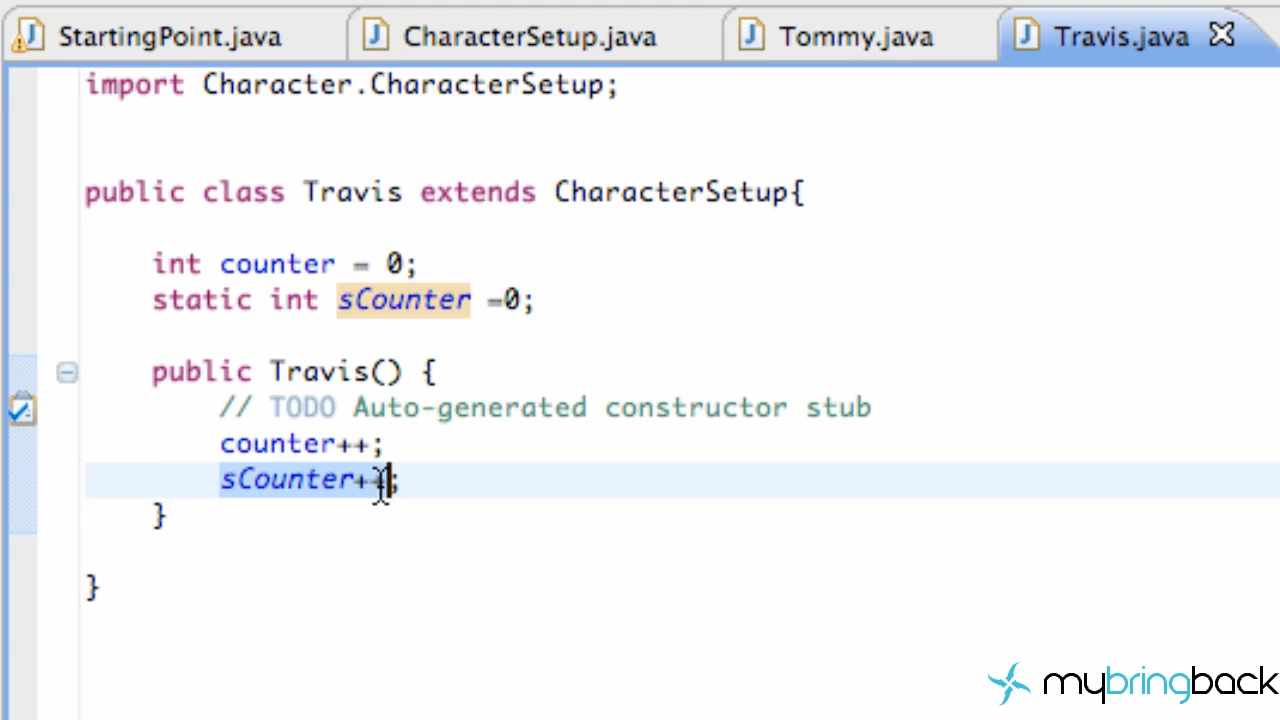 StartingPoint.java
CharacterSetup.java
Tommy.java
Travis.java
import Character.CharacterSetup;
public class Travis extends CharacterSetup{
int counter = 0;
static int sCounter =0;
public Travis() {
// TODO Auto-generated constructor stub
counter++;
sCounter++;
}
}
mybringback